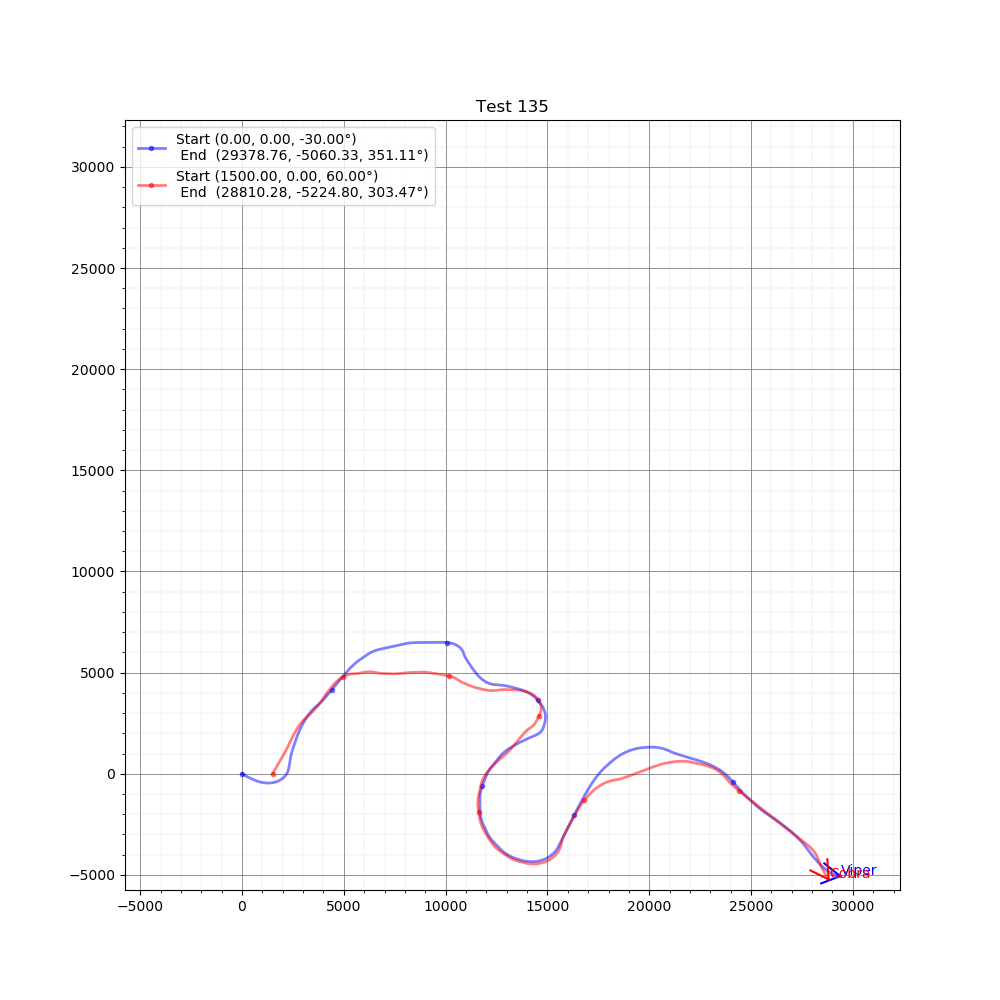 Test 135
Start (0.00, 0.00, -30.00°)
End (29378.76, -5060.33, 351.11°)
Start (1500.00, 0.00, 60.00°)
End (28810.28, -5224.80, 303.47°)
30000
25000
20000
15000
10000
5000
0
−5000
Viper
Cobra
−5000 0 5000 10000 15000 20000 25000 30000